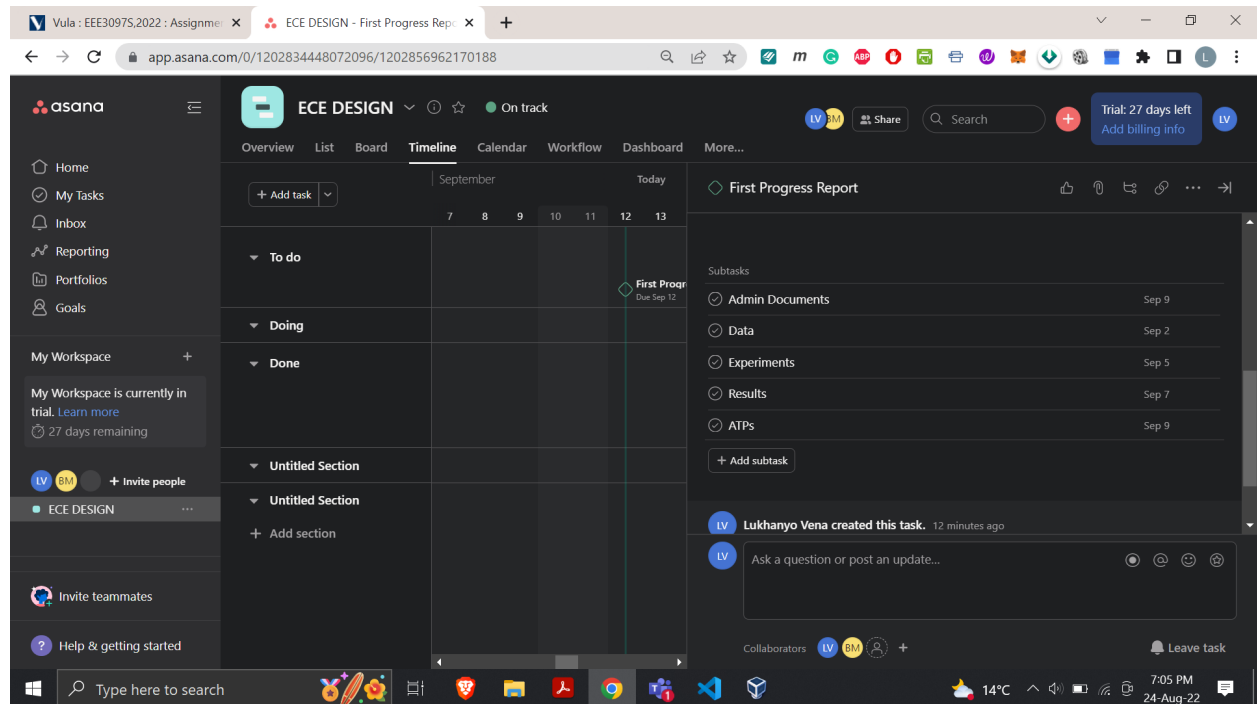 Vula : EEE3097S,2022 : Assignme
ECE DESIGN - First Progress Repo
app.asana.com/0/1202834448072096/1202856962170188
asana
Home
My Tasks
Inbox
Reporting
Portfolios
Goals
My Workspace
My Workspace is currently in
trial. Learn more
27 days remaining
LV BM + Invite people
ECE DESIGN
Invite teammates
Help & getting started
ECE DESIGN On track
Overview List Board Timeline Calendar Workflow Dashboard More...
LV BM Share Search
Trial: 27 days left
Add billing info
LV
+ Add task
September Today
7 8 9 10 11 12 13
To do
First Progr
Due Sep 12
Doing
Done
Untitled Section
Untitled Section
+ Add section
First Progress Report
Subtasks
Admin Documents Sep 9
Data Sep 2
Experiments Sep 5
Results Sep 7
ATPs Sep 9
+ Add subtask
LV Lukhanyo Vena created this task. 12 minutes ago
LV Ask a question or post an update...
Collaborators LV BM +
Leave task
Type here to search
14°C
7:05 PM
24-Aug-22